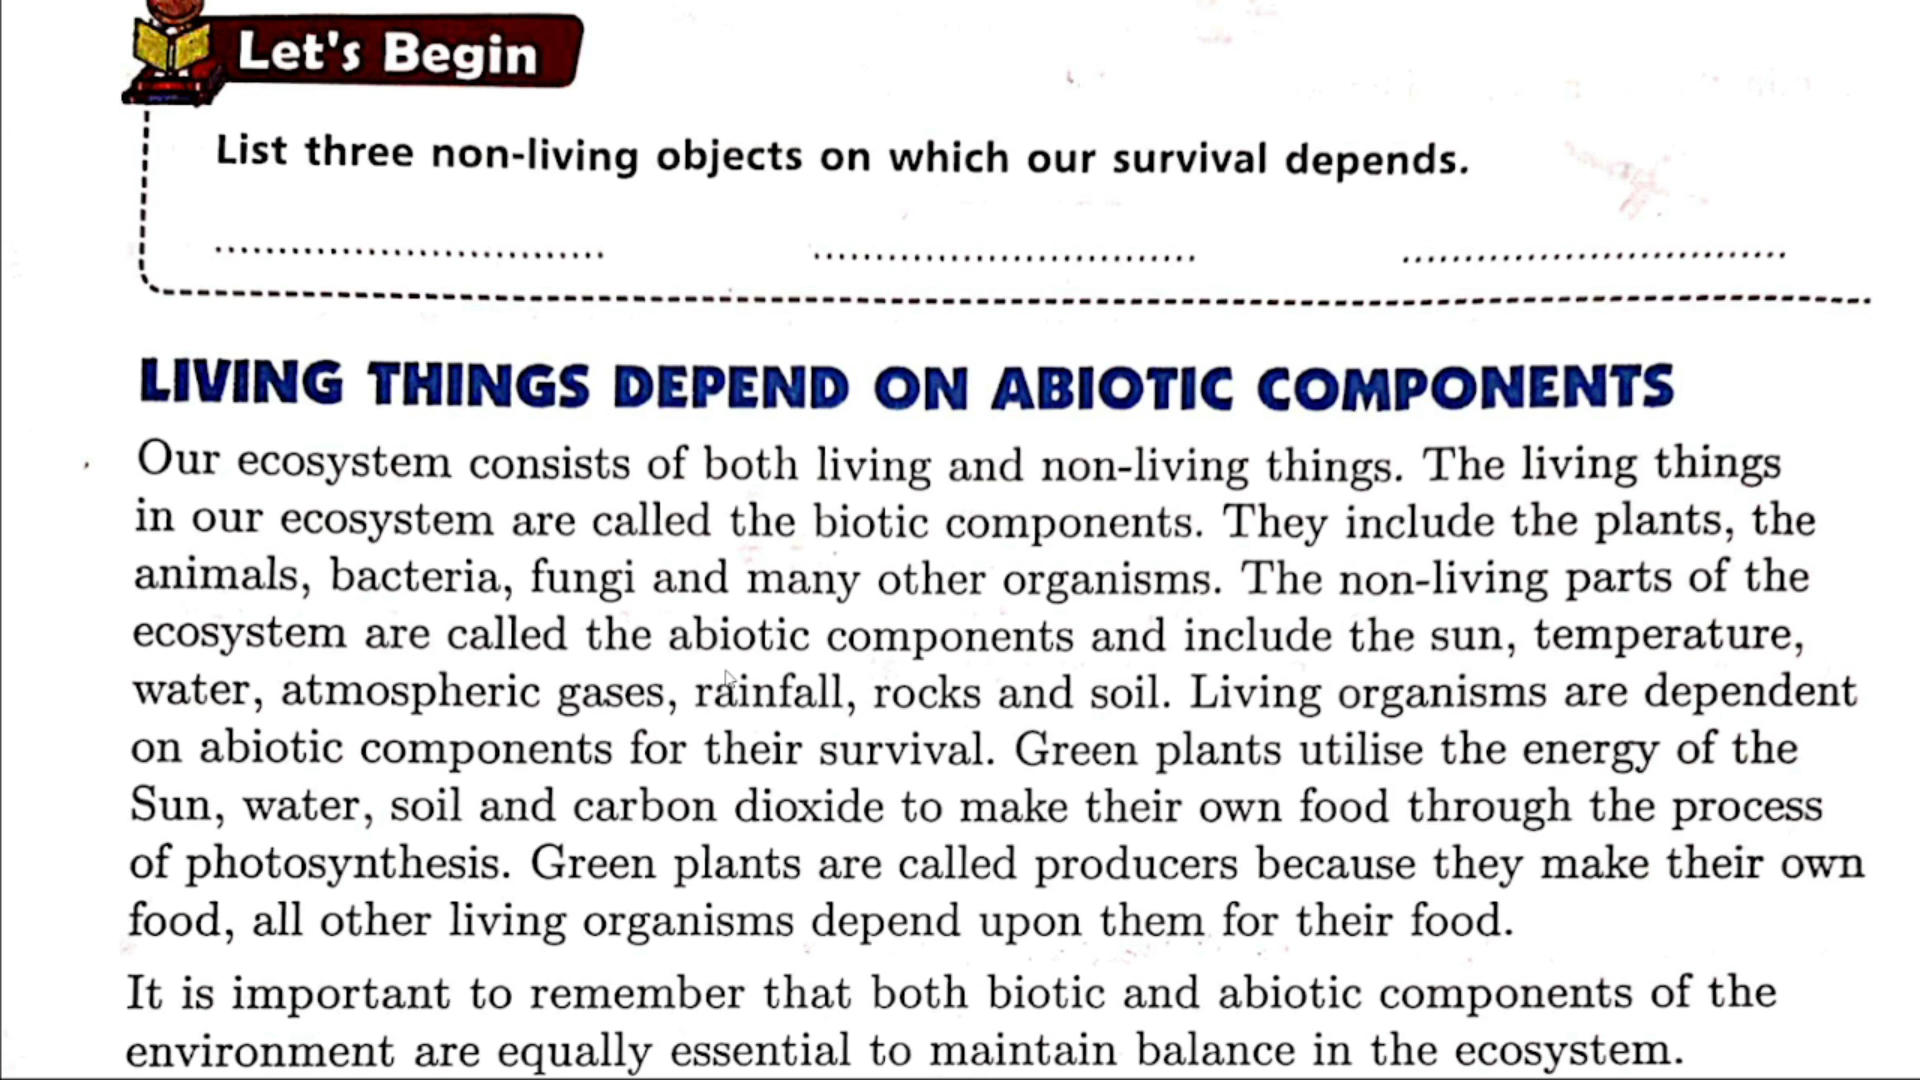 Let's Begin
List three non-living objects on which our survival depends.
LIVING THINGS DEPEND ON ABIOTIC COMPONENTS
Our ecosystem consists of both living and non-living things. The living things
in our ecosystem are called the biotic components. They include the plants, the
animals, bacteria, fungi and many other organisms. The non-living parts of the
ecosystem are called the abiotic components and include the sun, temperature,
water, atmospheric gases, rainfall, rocks and soil. Living organisms are dependent
on abiotic components for their survival. Green plants utilise the energy of the
Sun, water, soil and carbon dioxide to make their own food through the process
of photosynthesis. Green plants are called producers because they make their own
food, all other living organisms depend upon them for their food.
It is important to remember that both biotic and abiotic components of the
environment are equally essential to maintain balance in the ecosystem.